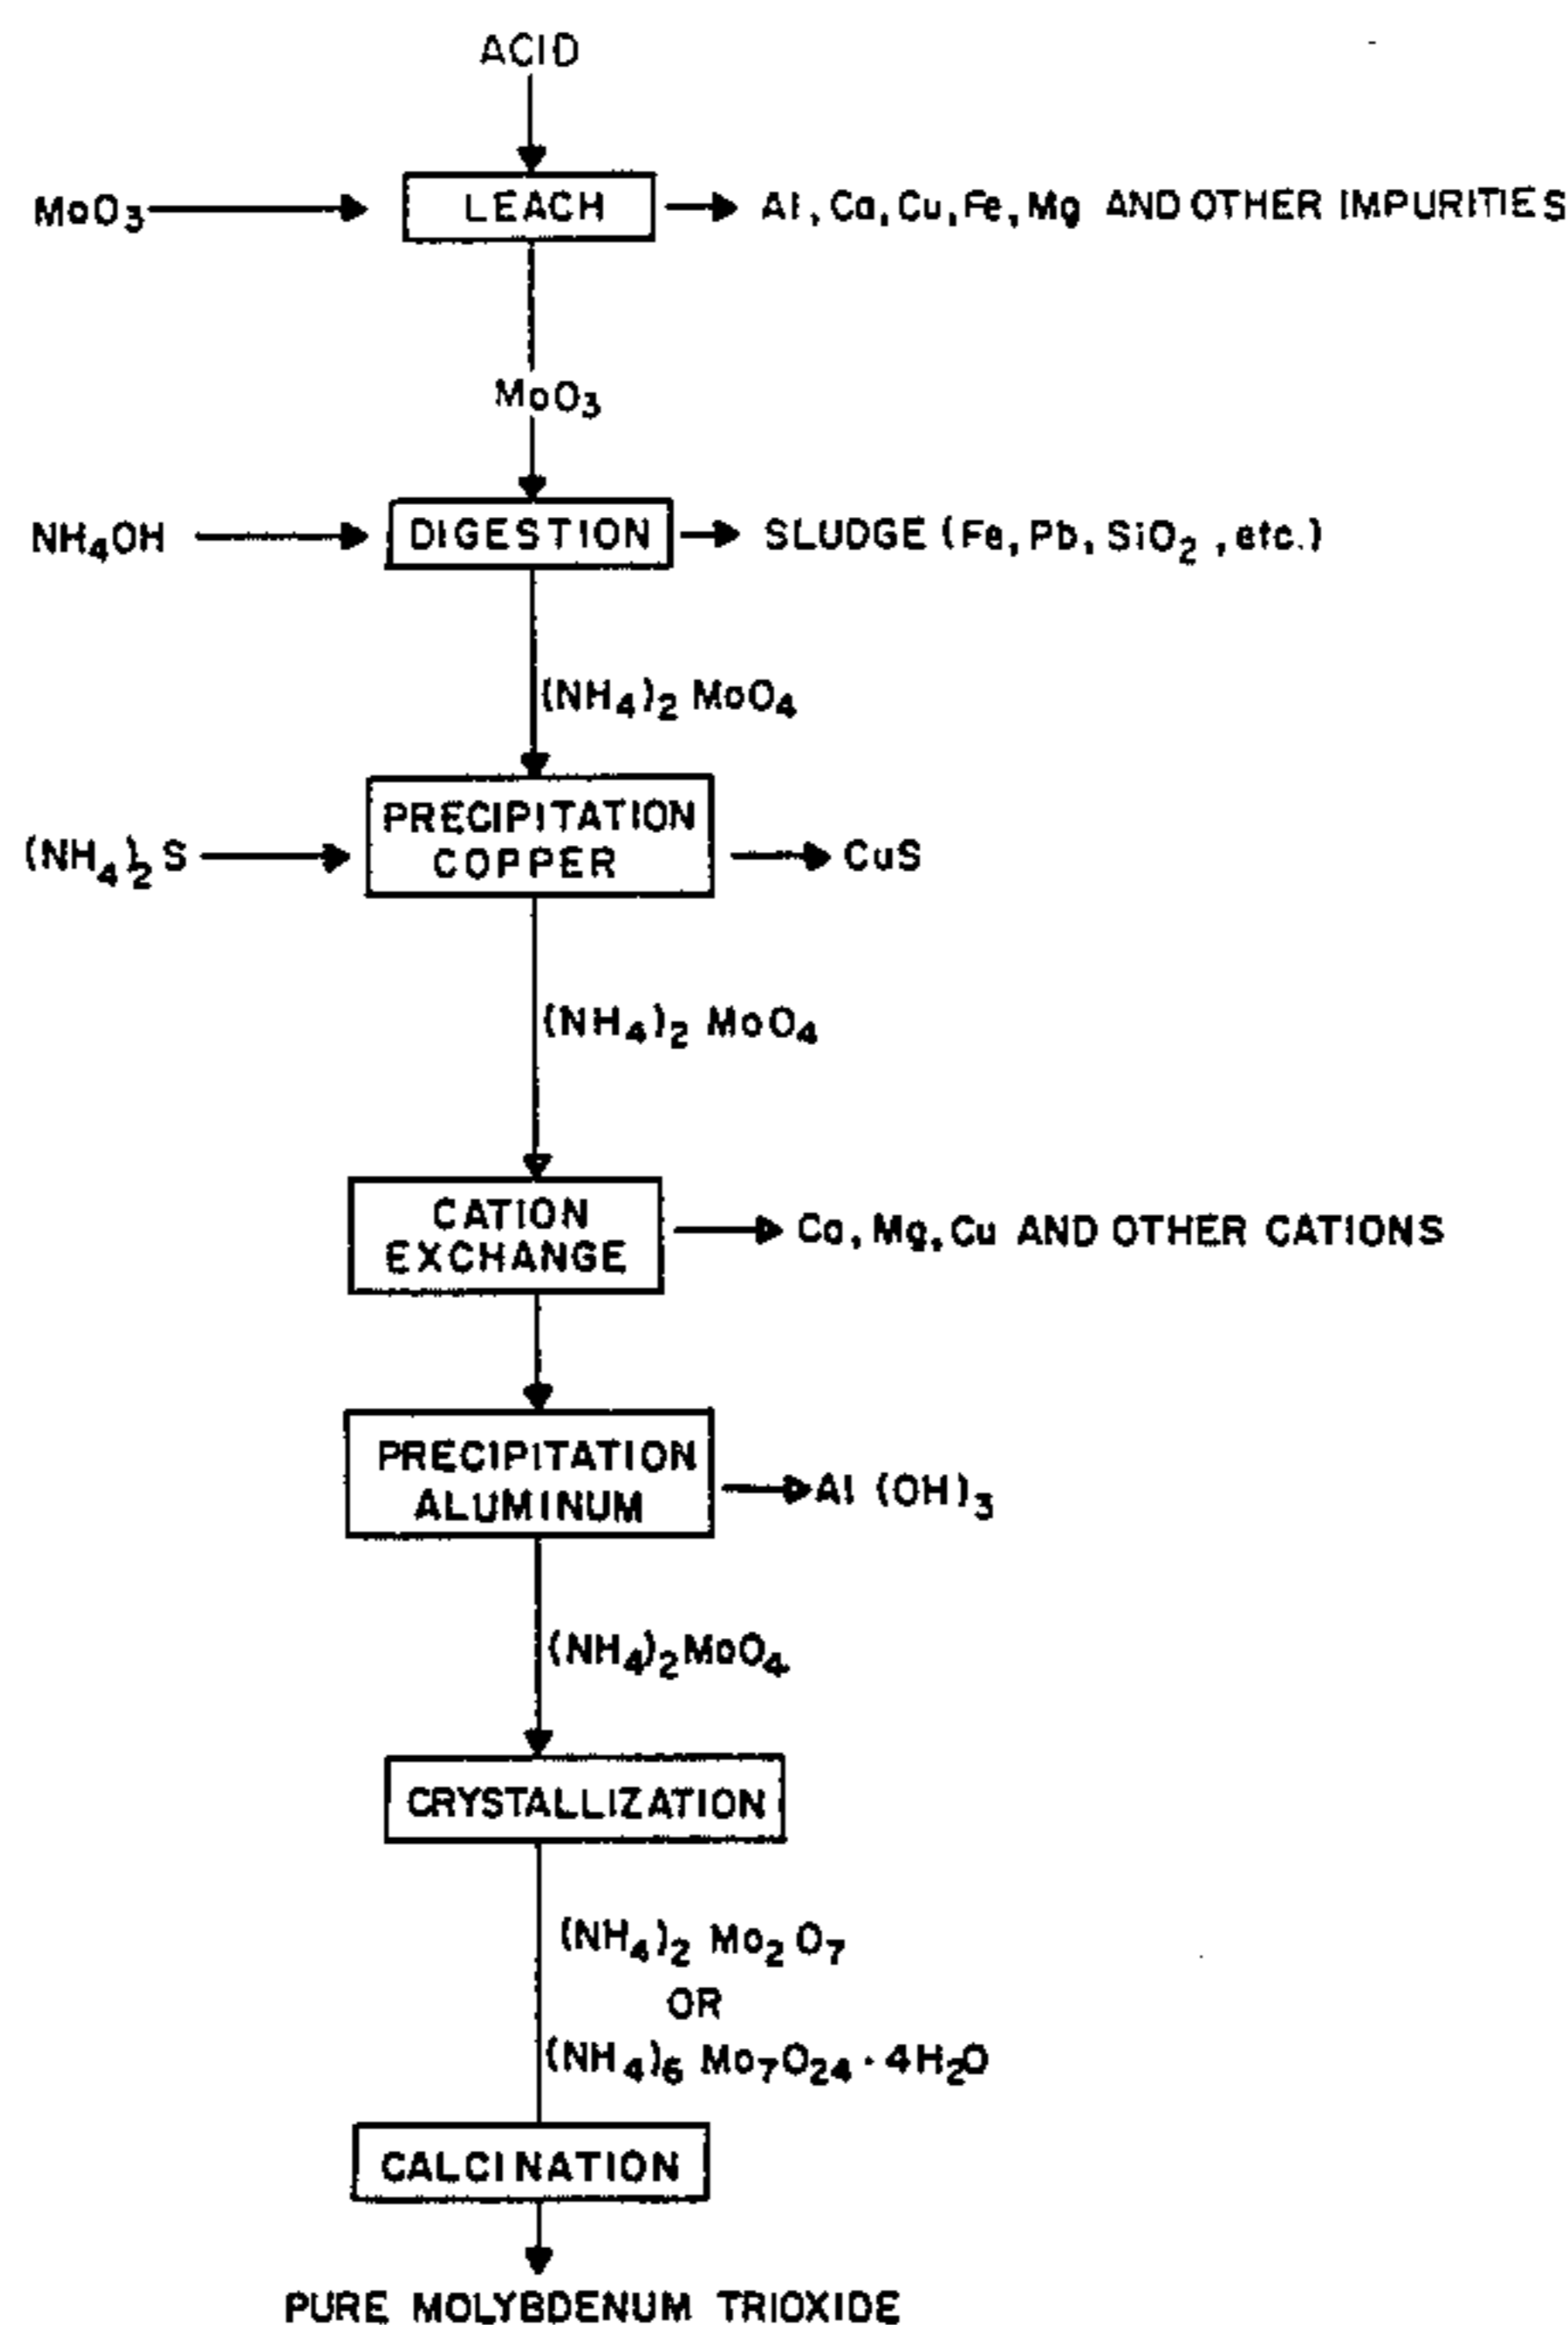 ACID
MoO₃
LEACH
Al, Ca, Cu, Fe, Mg AND OTHER IMPURITIES
MoO₃
NH₄OH
DIGESTION
SLUDGE (Fe, Pb, SiO₂, etc.)
(NH₄)₂ MoO₄
(NH₄)₂ S
PRECIPITATION
COPPER
CuS
(NH₄)₂ MoO₄
CATION
EXCHANGE
Ca, Mg, Cu AND OTHER CATIONS
PRECIPITATION
ALUMINUM
Al (OH)₃
(NH₄)₂MoO₄
CRYSTALLIZATION
(NH₄)₂ Mo₂ O₇
OR
(NH₄)₆ Mo₇O₂₄ · 4H₂O
CALCINATION
PURE MOLYBDENUM TRIOXIDE